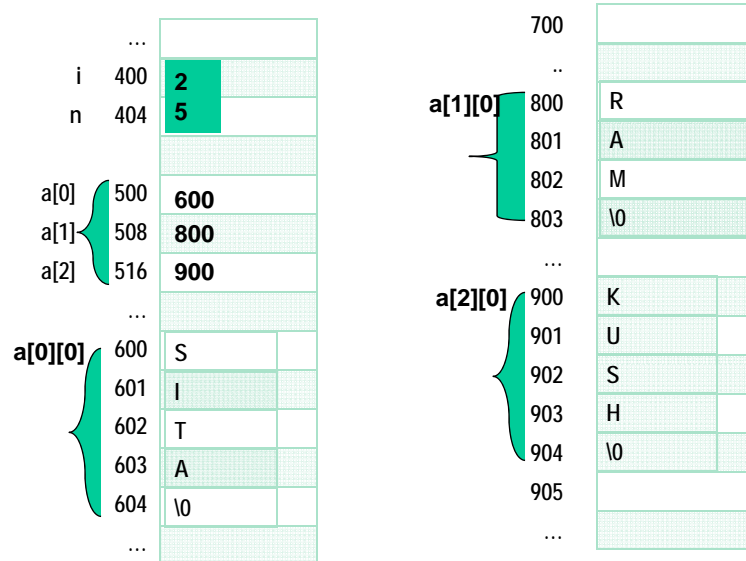 ...
i 400 2
n 404 5
a[0] 500 600
a[1] 508 800
a[2] 516 900
...
a[0][0] 600 S
601 I
602 T
603 A
604 \0
...
700
..
a[1][0] 800 R
801 A
802 M
803 \0
...
a[2][0] 900 K
901 U
902 S
903 H
904 \0
905
...